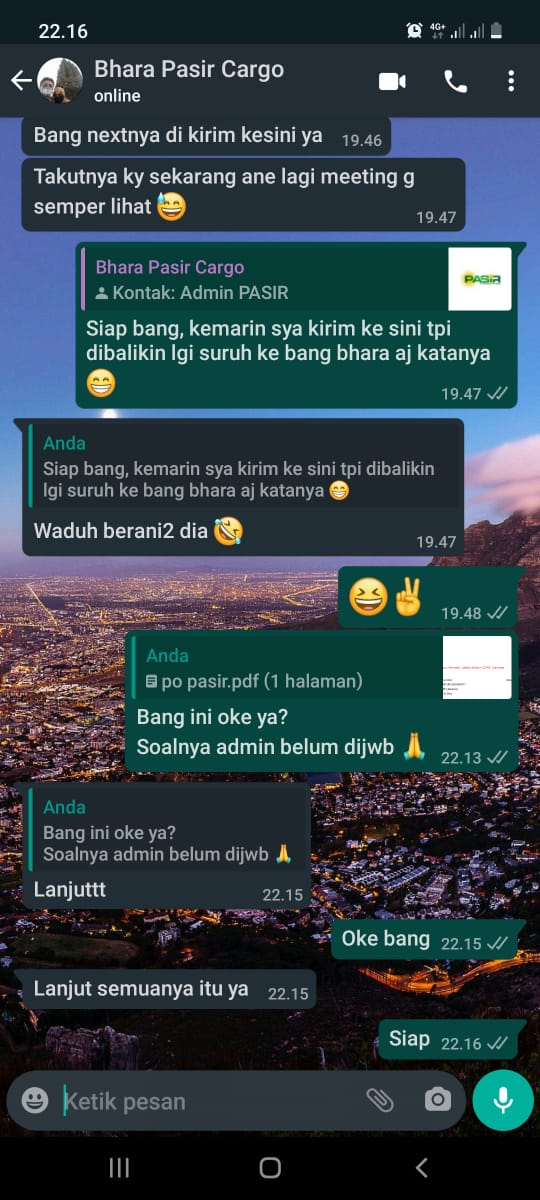 22.16
4G+
Bhara Pasir Cargo
online
Bang nextnya di kirim kesini ya 19.46
Takutnya ky sekarang ane lagi meeting g
semper lihat 😅 19.47
Bhara Pasir Cargo
Kontak: Admin PASIR
PASIR
Siap bang, kemarin sya kirim ke sini tpi
dibalikin lgi suruh ke bang bhara aj katanya
😁 19.47
Anda
Siap bang, kemarin sya kirim ke sini tpi dibalikin
lgi suruh ke bang bhara aj katanya 😁
Waduh berani2 dia 🤣 19.47
😆✌ 19.48
Anda
po pasir.pdf (1 halaman)
Bang ini oke ya?
Soalnya admin belum dijwb 🙏 22.13
Anda
Bang ini oke ya?
Soalnya admin belum dijwb 🙏
Lanjuttt 22.15
Oke bang 22.15
Lanjut semuanya itu ya 22.15
Siap 22.16
Ketik pesan